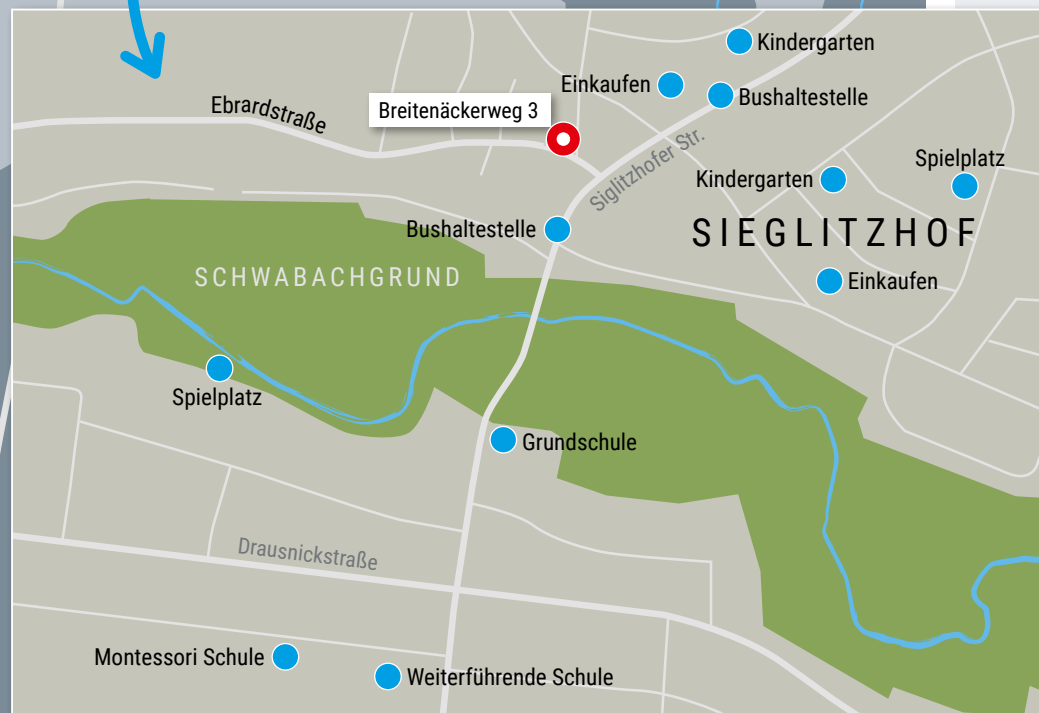 Kindergarten
Einkaufen
Bushaltestelle
Ebrardstraße
Breitenäckerweg 3
Siglitzhofer Str.
Spielplatz
Kindergarten
Bushaltestelle
SIEGLITZHOF
SCHWABACHGRUND
Einkaufen
Spielplatz
Grundschule
Drausnickstraße
Montessori Schule
Weiterführende Schule